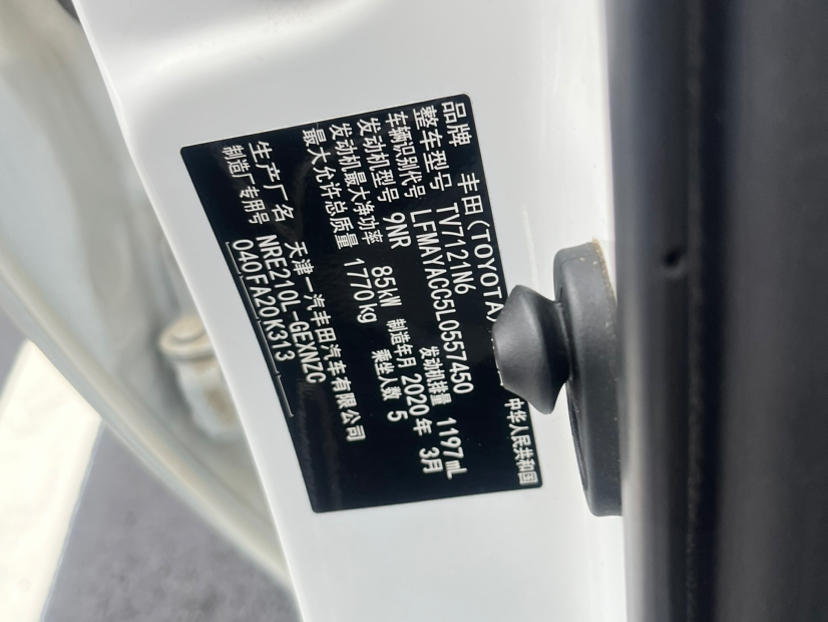 品牌 丰田(TOYOTA) 中华人民共和国
整车型号 TV7121N6
车辆识别代号 LFMAYACC5L0557450
发动机型号 9NR 发动机排量 1197mL
发动机最大净功率 85kW 制造年月 2020年 3月
最大允许总质量 1770kg 乘坐人数 5
生产厂名 天津一汽丰田汽车有限公司
制造厂专用号 NRE210L-GEXNZC
040FA20K313